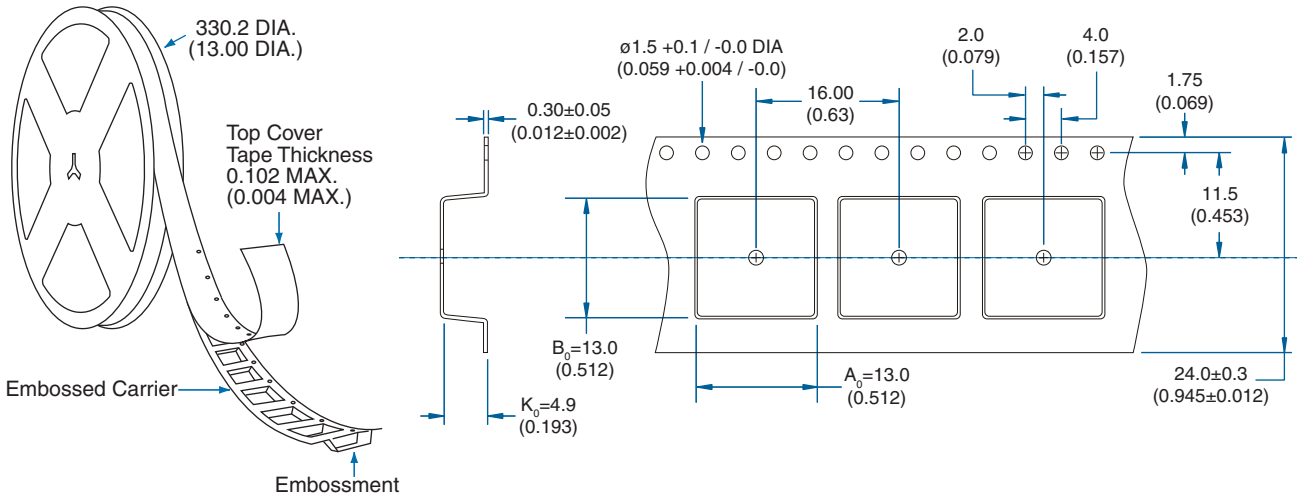 330.2 DIA.
(13.00 DIA.)
Top Cover
Tape Thickness
0.102 MAX.
(0.004 MAX.)
Embossed Carrier
Embossment
0.30±0.05
(0.012±0.002)
K₀=4.9
(0.193)
ø1.5 +0.1 / -0.0 DIA
(0.059 +0.004 / -0.0)
16.00
(0.63)
2.0
(0.079)
4.0
(0.157)
1.75
(0.069)
11.5
(0.453)
B₀=13.0
(0.512)
A₀=13.0
(0.512)
24.0±0.3
(0.945±0.012)